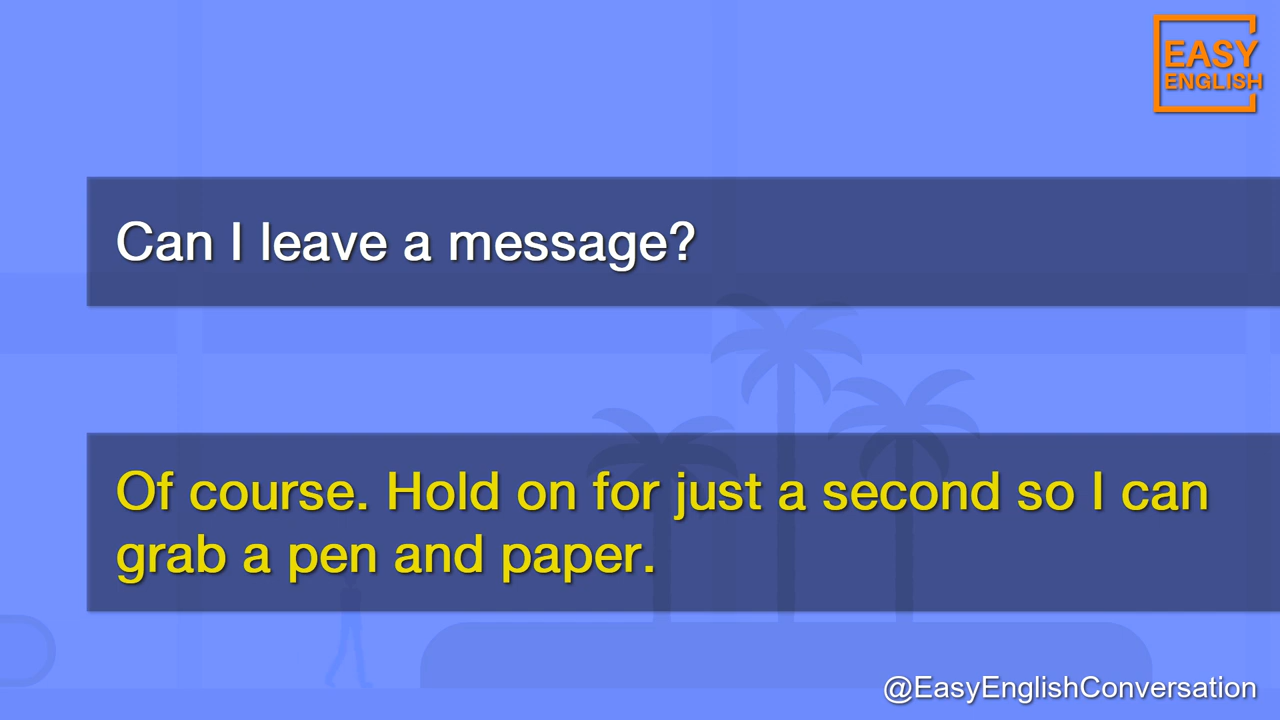 EASY
ENGLISH
Can I leave a message?
Of course. Hold on for just a second so I can
grab a pen and paper.
@EasyEnglishConversation